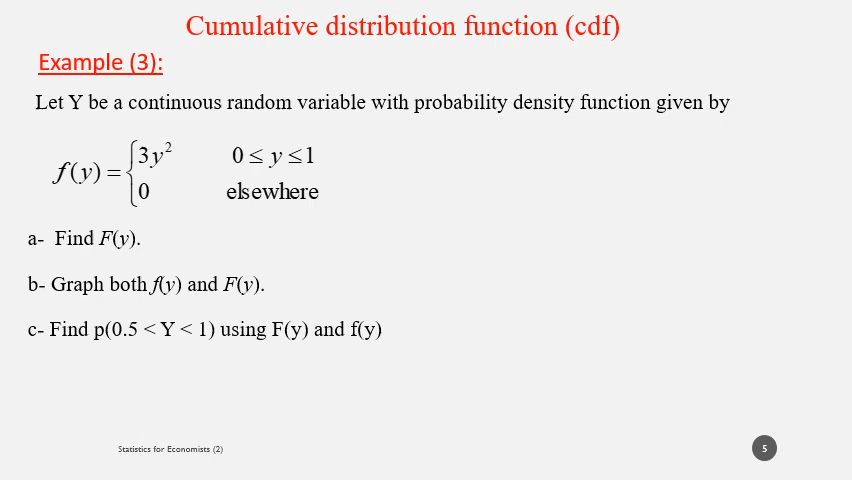 Cumulative distribution function (cdf)
Example (3):
Let Y be a continuous random variable with probability density function given by
f(y) = { 3y² 0 ≤ y ≤ 1
0 elsewhere
a- Find F(y).
b- Graph both f(y) and F(y).
c- Find p(0.5 < Y < 1) using F(y) and f(y)
Statistics for Economists (2)
5